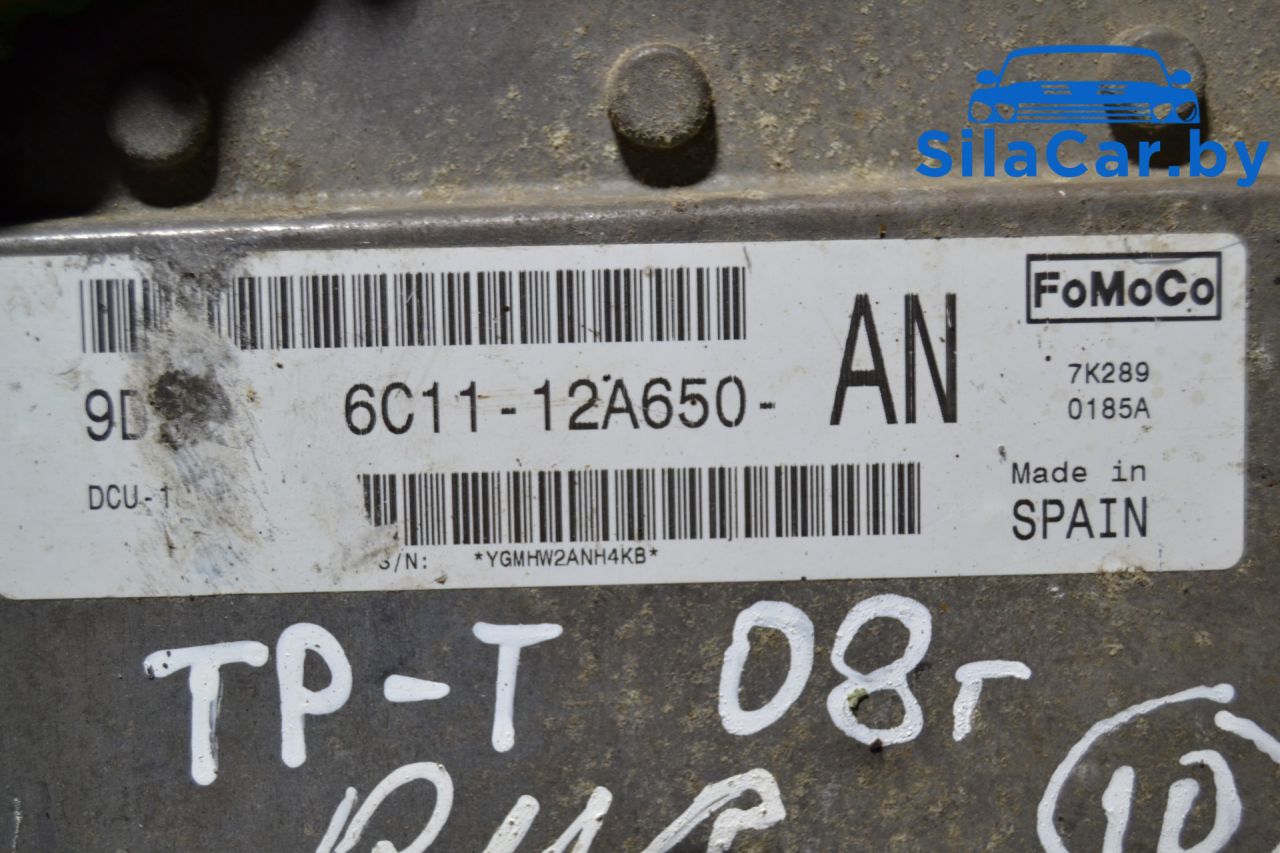 SilaCar.by
FoMoCo
9D 6C11-12A650- AN
7K289
0185A
DCU-1
Made in
SPAIN
S/N: *YGMHW2ANH4KB*
ТР-Т 08г